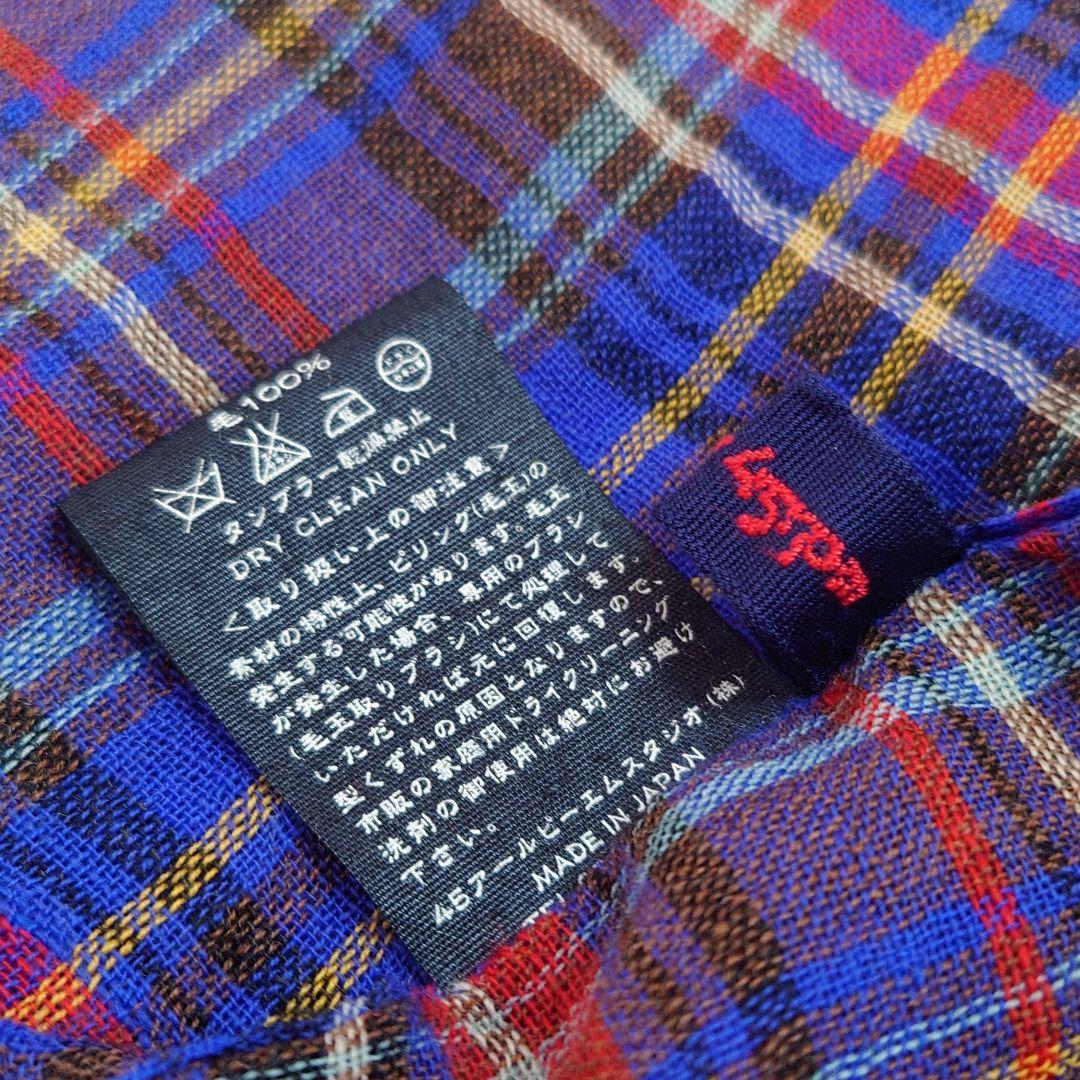 毛100%
タンブラー乾燥禁止
DRY CLEAN ONLY
＜取り扱い上の御注意＞
素材の特性上、ピリング(毛玉)の
発生する可能性があります。毛玉
が発生した場合、専用のブラシ
(毛玉取りブラシ)にて処理して
いただければ元に回復します。
型くずれの原因となりますので、
市販の家庭用ドライクリーニング
洗剤の御使用は絶対にお避け
下さい。
45アールピーエムスタジオ(株)
MADE IN JAPAN
45rpm